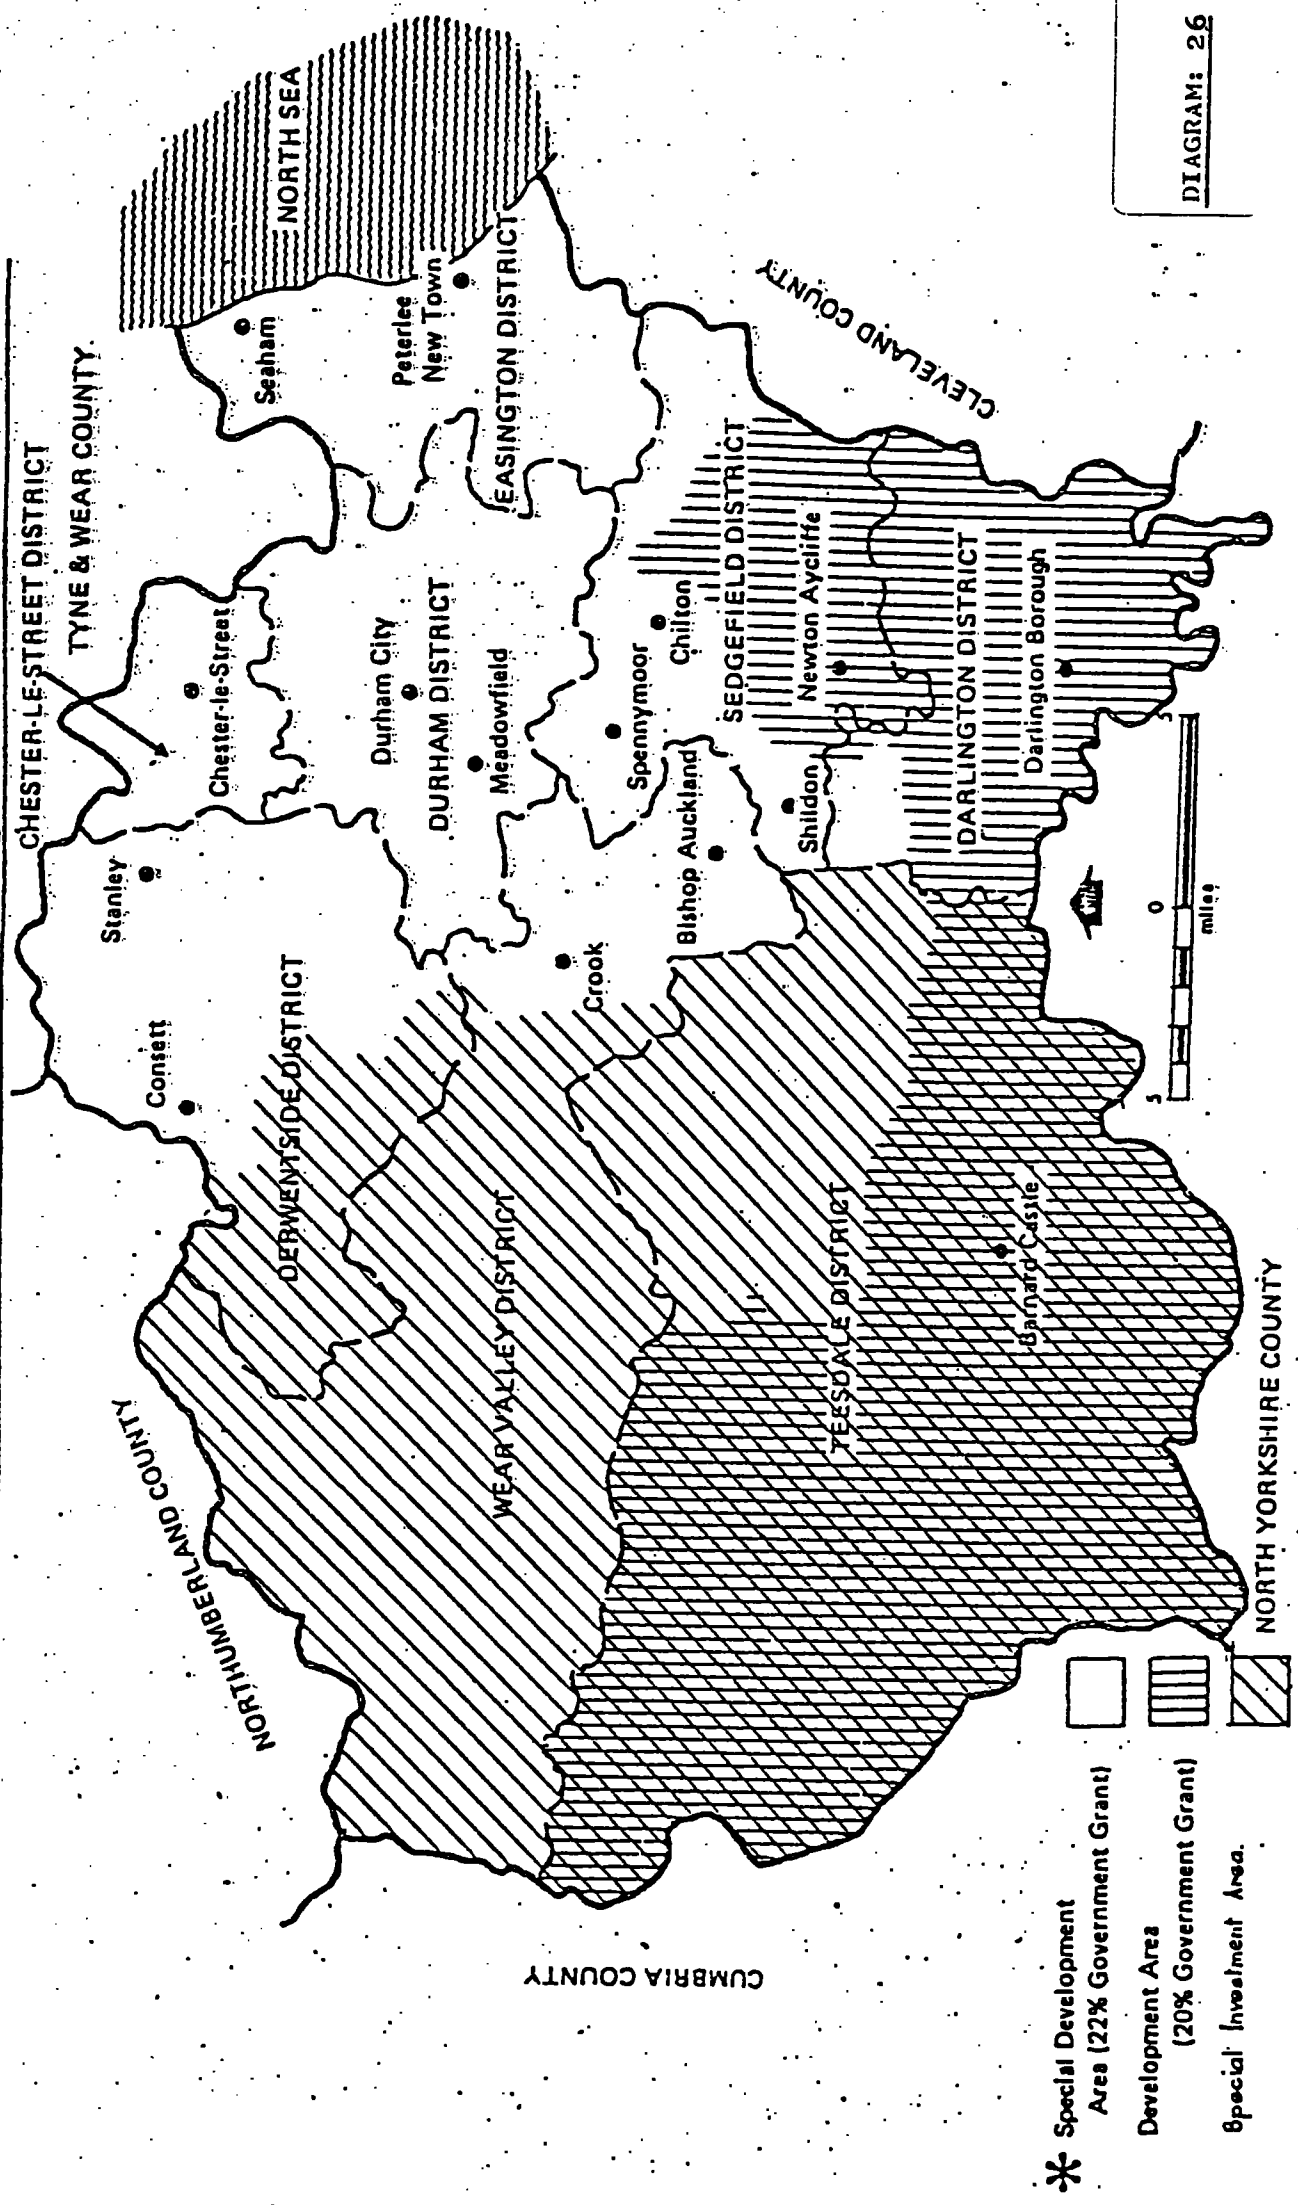 CHESTER-LE-STREET DISTRICT
TYNE & WEAR COUNTY.
NORTH SEA
Stanley
Chester-le-Street
Seaham
Consett
Durham City
Peterlee
New Town
DERWENTSIDE DISTRICT
DURHAM DISTRICT
Meadowfield
EASINGTON DISTRICT
NORTHUMBERLAND COUNTY
Crook
Spennymoor
Chilton
WEAR VALLEY DISTRICT
Bishop Auckland
SEDGEFIELD DISTRICT
CLEVELAND COUNTY
Shildon
Newton Aycliffe
TEESDALE DISTRICT
DARLINGTON DISTRICT
Barnard Castle
Darlington Borough
CUMBRIA COUNTY
5 0 5
miles
NORTH YORKSHIRE COUNTY
* Special Development
Area (22% Government Grant)
Development Area
(20% Government Grant)
Special Investment Area.
DIAGRAM: 26